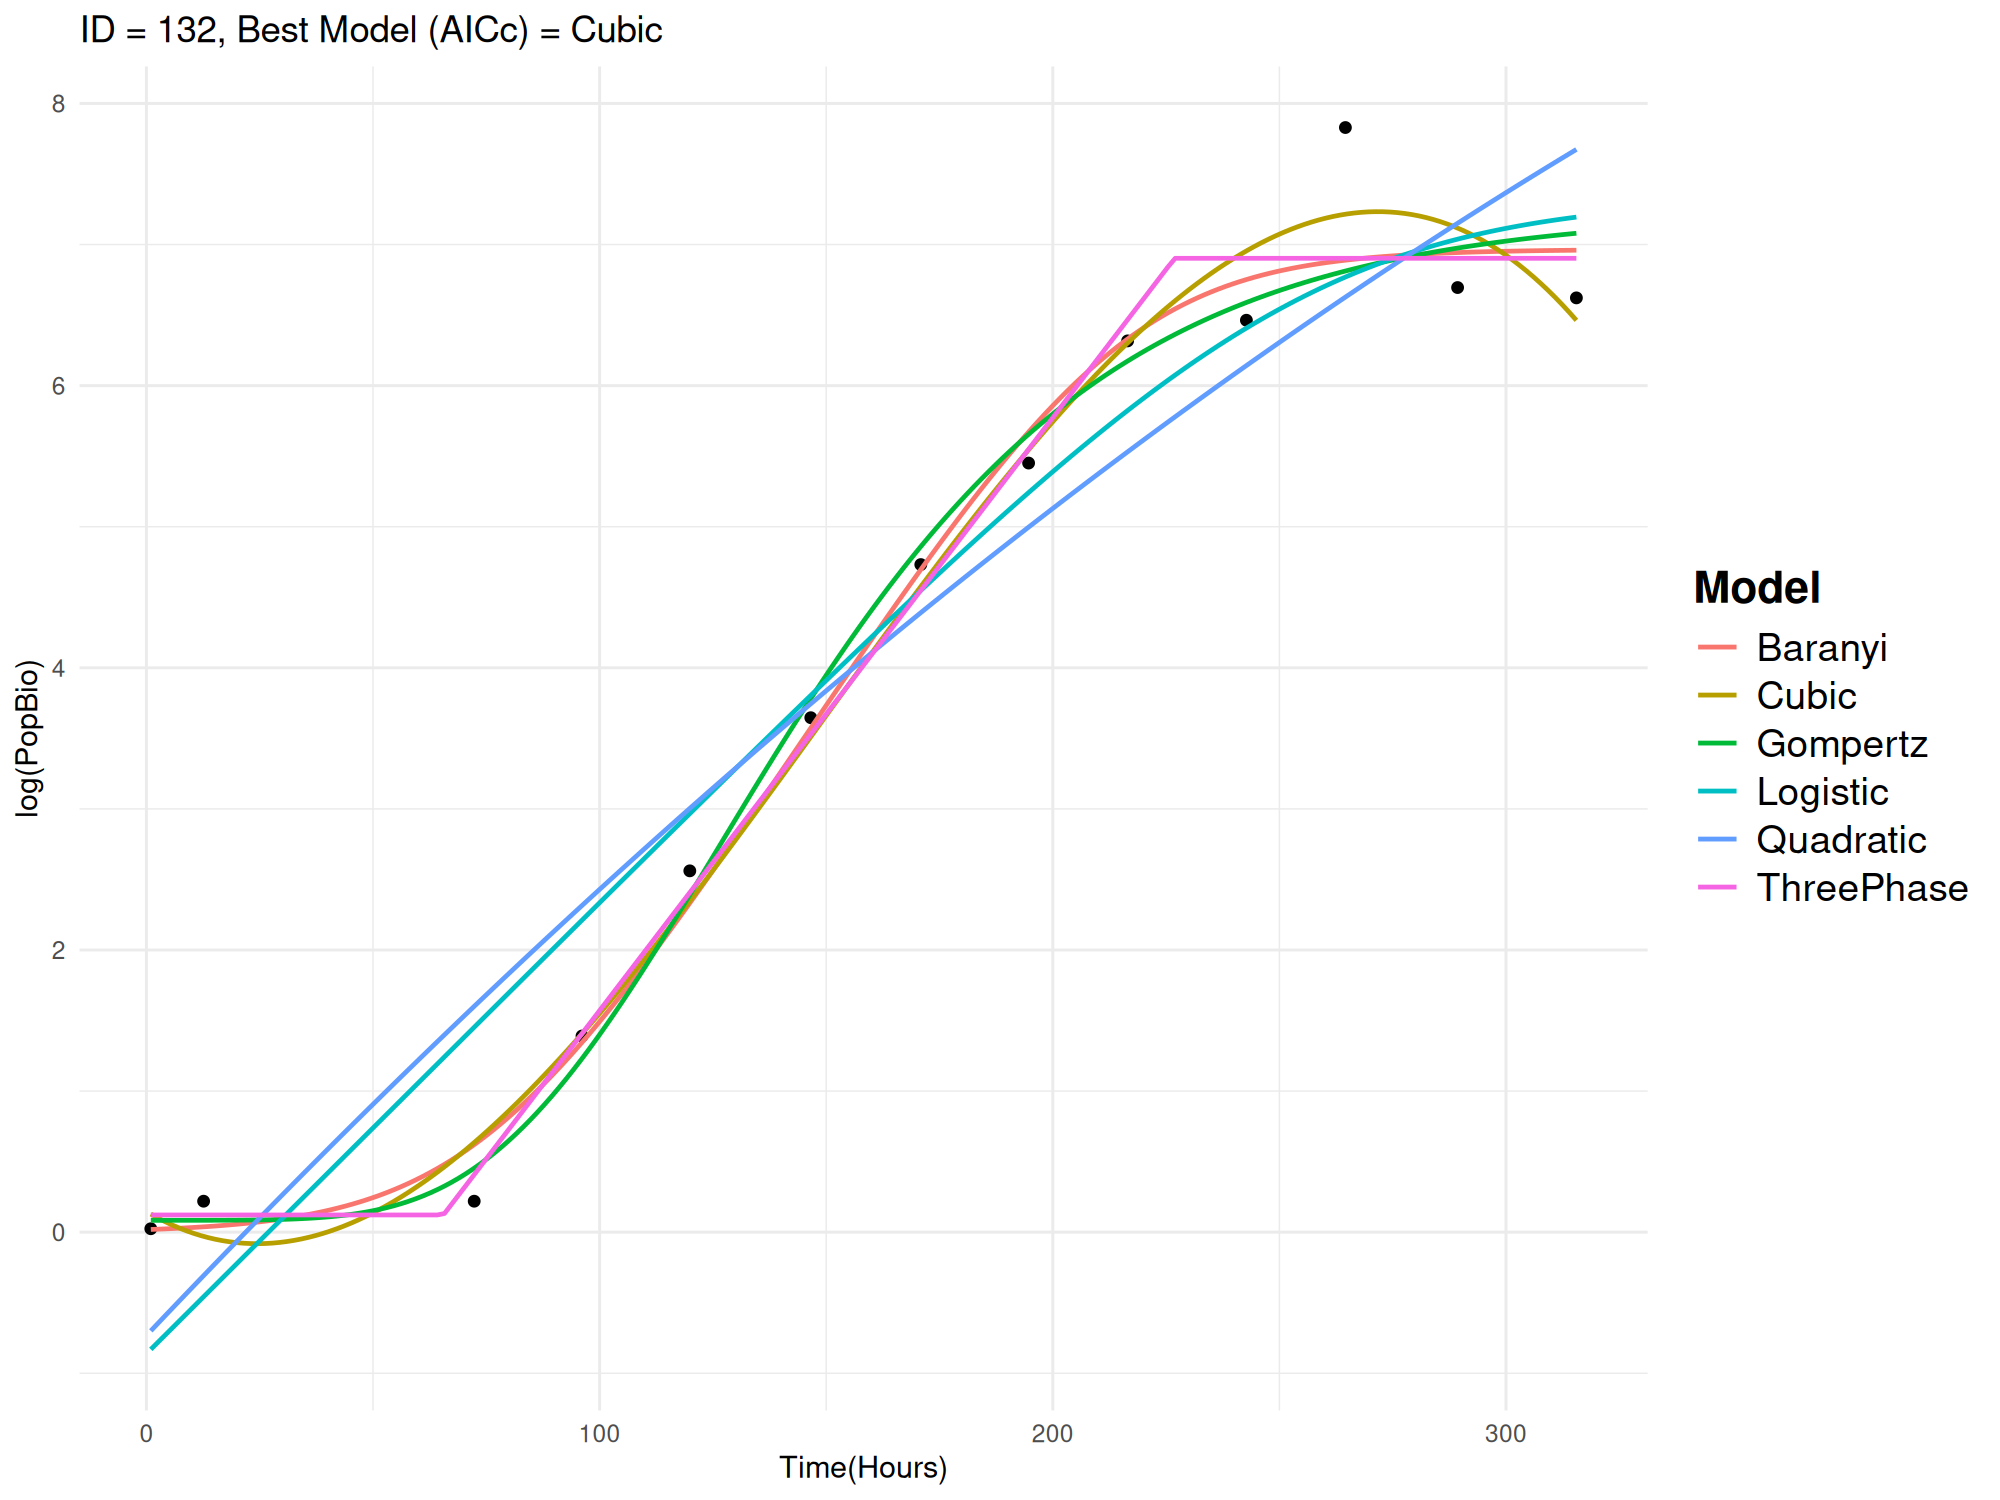 ID = 132, Best Model (AICc) = Cubic
8
6
4
2
0
log(PopBio)
0 100 200 300
Time(Hours)
Model
Baranyi
Cubic
Gompertz
Logistic
Quadratic
ThreePhase